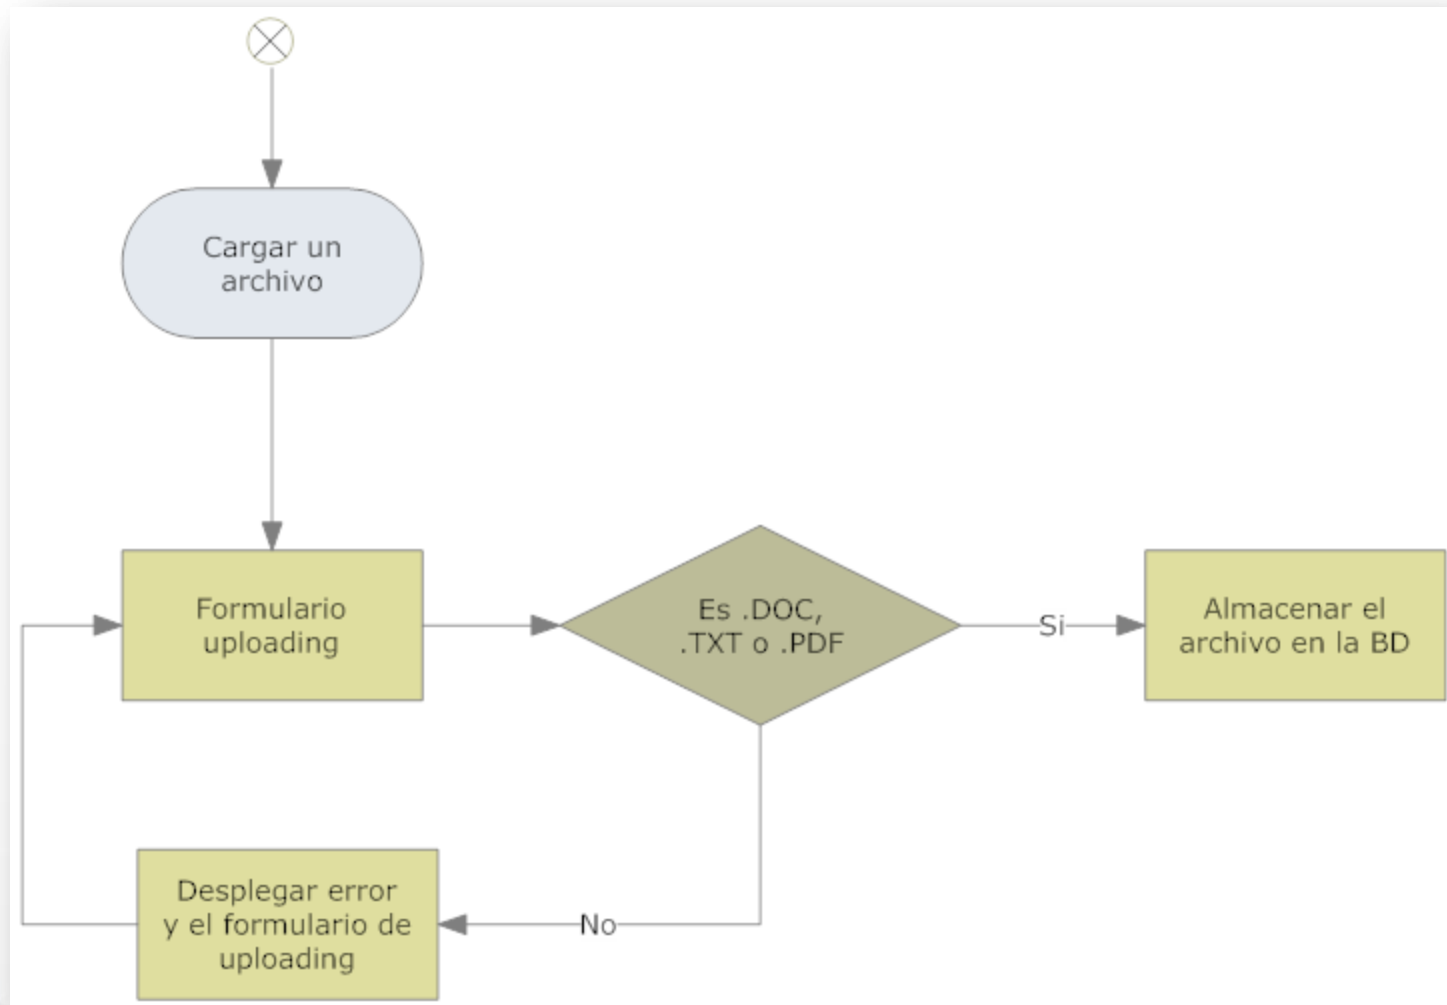 Cargar un
archivo
Formulario
uploading
Es .DOC,
.TXT o .PDF
Si
Almacenar el
archivo en la BD
No
Desplegar error
y el formulario de
uploading